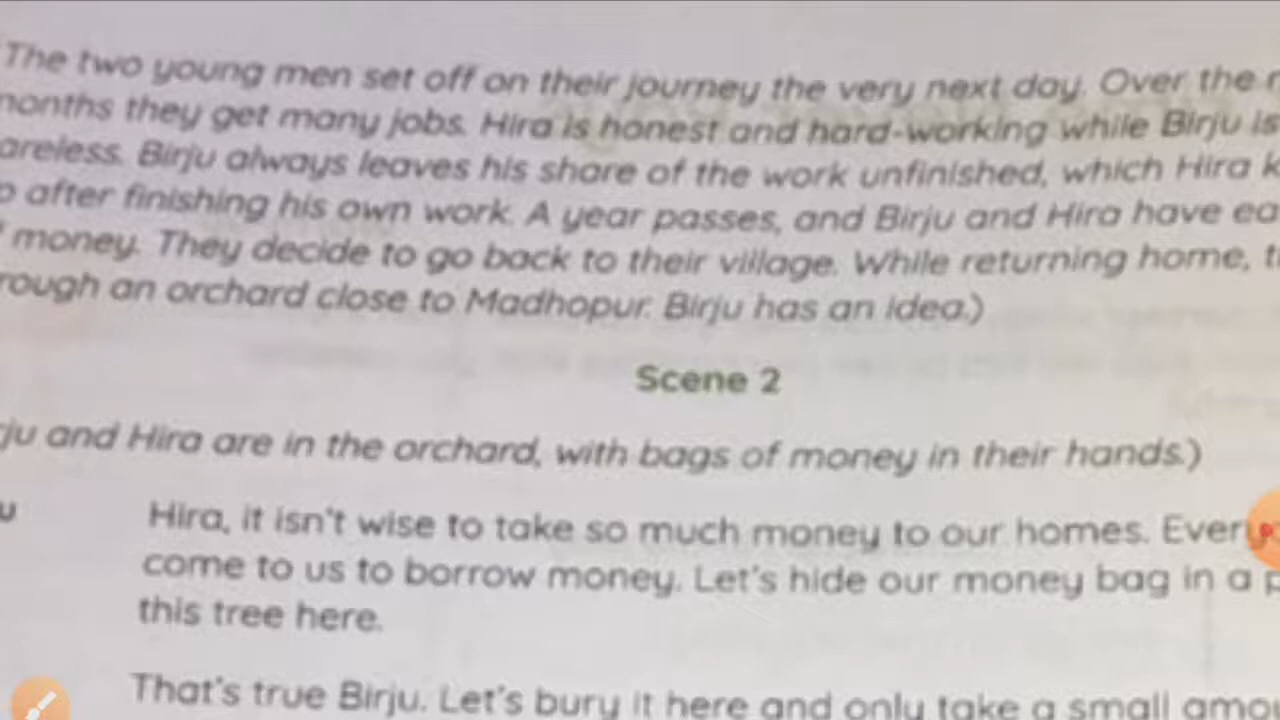 The two young men set off on their journey the very next day. Over the
months they get many jobs. Hira is honest and hard-working while Birju is
areless. Birju always leaves his share of the work unfinished, which Hira
after finishing his own work. A year passes, and Birju and Hira have
money. They decide to go back to their village. While returning home,
rough an orchard close to Madhopur. Birju has an idea.)
Scene 2
rju and Hira are in the orchard, with bags of money in their hands.)
Hira, it isn't wise to take so much money to our homes. Every
come to us to borrow money. Let's hide our money bag in a
this tree here.
That's true Birju. Let's bury it here and only take a small